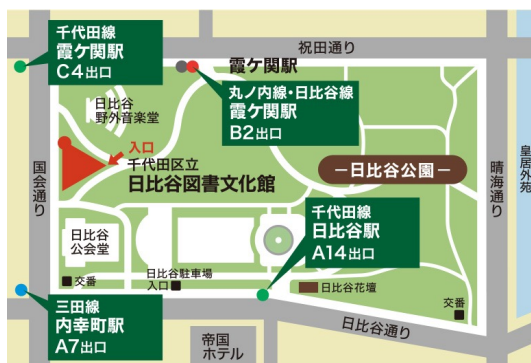 千代田線
霞ケ関駅
C4出口
祝田通り
霞ケ関駅
丸ノ内線・日比谷線
霞ケ関駅
B2出口
日比谷
野外音楽堂
入口
千代田区立
日比谷図書文化館
国会通り
ー日比谷公園ー
晴海通り
皇居外苑
千代田線
日比谷駅
A14出口
日比谷
公会堂
交番
日比谷駐車場
入口
日比谷花壇
交番
三田線
内幸町駅
A7出口
帝国
ホテル
日比谷通り